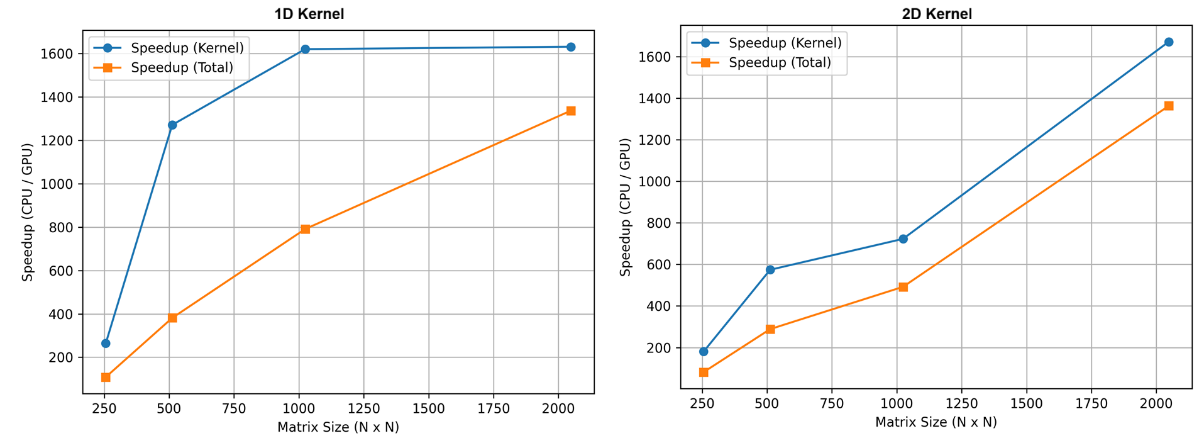 1D Kernel
Speedup (Kernel)
Speedup (Total)
1600
1400
1200
1000
800
600
400
200
Speedup (CPU / GPU)
250 500 750 1000 1250 1500 1750 2000
Matrix Size (N x N)
2D Kernel
Speedup (Kernel)
Speedup (Total)
1600
1400
1200
1000
800
600
400
200
Speedup (CPU / GPU)
250 500 750 1000 1250 1500 1750 2000
Matrix Size (N x N)